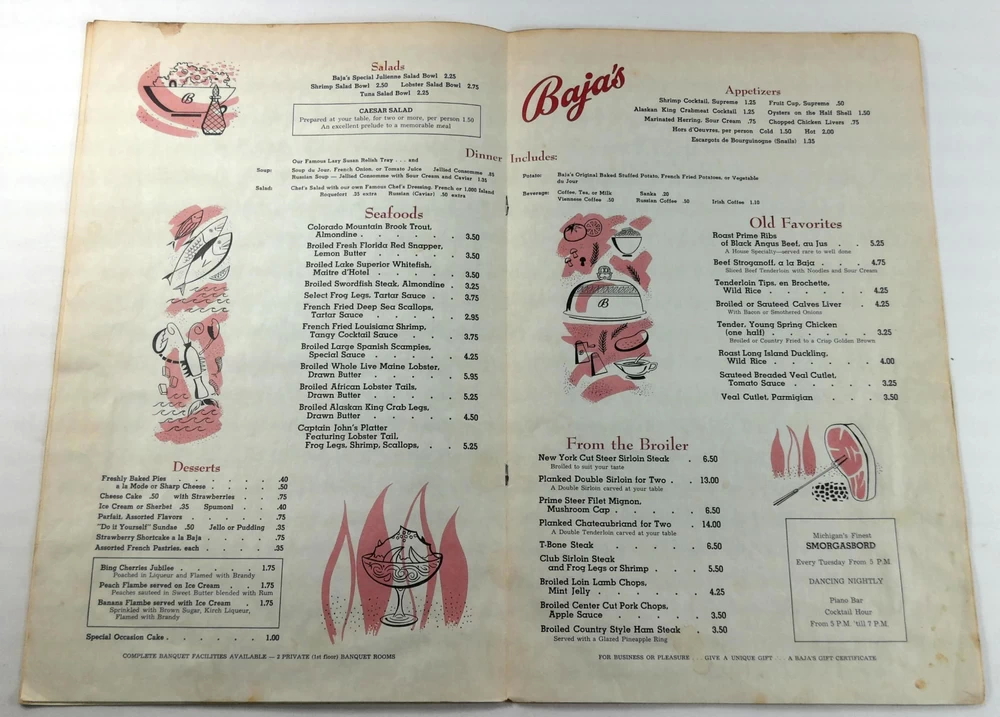 Salads
Baja's Special Julienne Salad Bowl 2.25
Shrimp Salad Bowl 2.50 Lobster Salad Bowl 2.75
Tuna Salad Bowl 2.25
CAESAR SALAD
Prepared at your table, for two or more, per person 1.50
An excellent prelude to a memorable meal
B
Baja's
Appetizers
Shrimp Cocktail, Supreme 1.25 Fruit Cup, Supreme .50
Alaskan King Crabmeat Cocktail 1.25 Oysters on the Half Shell 1.50
Marinated Herring, Sour Cream .75 Chopped Chicken Livers .75
Hors d'Oeuvres, per person Cold 1.50 Hot 2.00
Escargots de Bourguinogne (Snails) 1.35
Dinner Includes:
Our Famous Lazy Susan Relish Tray . . . and
Soup: Soup du Jour, French Onion, or Tomato Juice Jellied Consomme .35
Russian Soup — Jellied Consomme with Sour Cream and Caviar 1.35
Salad: Chef's Salad with our own Famous Chef's Dressing, French or 1,000 Island
Roquefort .35 extra Russian (Caviar) .50 extra
Potato: Baja's Original Baked Stuffed Potato, French Fried Potatoes, or Vegetable
du Jour
Beverage: Coffee, Tea, or Milk Sanka .20
Viennese Coffee .50 Russian Coffee Irish Coffee 1.10
Seafoods
Colorado Mountain Brook Trout,
Almondine . . . . . . 3.50
Broiled Fresh Florida Red Snapper,
Lemon Butter . . . . . 3.50
Broiled Lake Superior Whitefish,
Maitre d'Hotel . . . . . 3.50
Broiled Swordfish Steak, Almondine . 3.25
Select Frog Legs, Tartar Sauce . . 3.75
French Fried Deep Sea Scallops,
Tartar Sauce . . . . . 2.95
French Fried Louisiana Shrimp,
Tangy Cocktail Sauce . . . . 3.75
Broiled Large Spanish Scampies,
Special Sauce . . . . . 4.25
Broiled Whole Live Maine Lobster,
Drawn Butter . . . . . 5.95
Broiled African Lobster Tails,
Drawn Butter . . . . . 5.25
Broiled Alaskan King Crab Legs,
Drawn Butter . . . . . 4.50
Captain John's Platter
Featuring Lobster Tail,
Frog Legs, Shrimp, Scallops, . . 5.25
Desserts
Freshly Baked Pies . . . . . . .40
a la Mode or Sharp Cheese . . . . .50
Cheese Cake .50 with Strawberries . . . .75
Ice Cream or Sherbet .35 Spumoni . . . .40
Parfait, Assorted Flavors . . . . . .75
"Do it Yourself" Sundae .50 Jello or Pudding .35
Strawberry Shortcake a la Baja . . . . .75
Assorted French Pastries, each . . . . .35
Bing Cherries Jubilee . . . . . 1.75
Poached in Liqueur and Flamed with Brandy
Peach Flambe served on Ice Cream . . 1.75
Peaches sauteed in Sweet Butter blended with Rum
Banana Flambe served with Ice Cream . 1.75
Sprinkled with Brown Sugar, Kirch Liqueur,
Flamed with Brandy
Special Occasion Cake . . . . . . 1.00
COMPLETE BANQUET FACILITIES AVAILABLE — 2 PRIVATE (1st floor) BANQUET ROOMS
B
Old Favorites
Roast Prime Ribs
of Black Angus Beef, au Jus . . 5.25
A House Specialty—served rare to well done
Beef Stroganoff, a la Baja . . . 4.75
Sliced Beef Tenderloin with Noodles and Sour Cream
Tenderloin Tips, en Brochette,
Wild Rice . . . . . . 4.25
Broiled or Sauteed Calves Liver . . 4.25
With Bacon or Smothered Onions
Tender, Young Spring Chicken
(one half) . . . . . . 3.25
Broiled or Country Fried to a Crisp Golden Brown
Roast Long Island Duckling,
Wild Rice . . . . . . 4.00
Sauteed Breaded Veal Cutlet,
Tomato Sauce . . . . . 3.25
Veal Cutlet, Parmigian . . . . 3.50
From the Broiler
New York Cut Steer Sirloin Steak . 6.50
Broiled to suit your taste
Planked Double Sirloin for Two . . 13.00
A Double Sirloin carved at your table
Prime Steer Filet Mignon,
Mushroom Cap . . . . . 6.50
Planked Chateaubriand for Two . 14.00
A Double Tenderloin carved at your table
T-Bone Steak . . . . . . 6.50
Club Sirloin Steak
and Frog Legs or Shrimp . . . 5.50
Broiled Loin Lamb Chops,
Mint Jelly . . . . . . 4.25
Broiled Center Cut Pork Chops,
Apple Sauce . . . . . 3.50
Broiled Country Style Ham Steak . 3.50
Served with a Glazed Pineapple Ring
Michigan's Finest
SMORGASBORD
Every Tuesday From 5 P.M.
DANCING NIGHTLY
Piano Bar
Cocktail Hour
From 5 P.M. 'till 7 P.M.
FOR BUSINESS OR PLEASURE . . . GIVE A UNIQUE GIFT . . . A BAJA'S GIFT CERTIFICATE